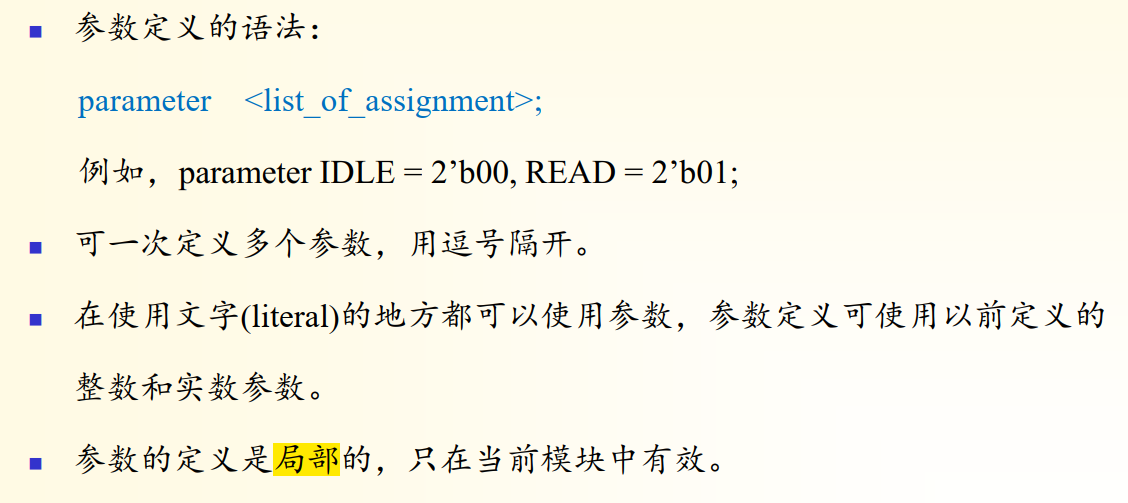 参数定义的语法：
parameter <list_of_assignment>;
例如，parameter IDLE = 2’b00, READ = 2’b01;
可一次定义多个参数，用逗号隔开。
在使用文字(literal)的地方都可以使用参数，参数定义可使用以前定义的
整数和实数参数。
参数的定义是局部的，只在当前模块中有效。